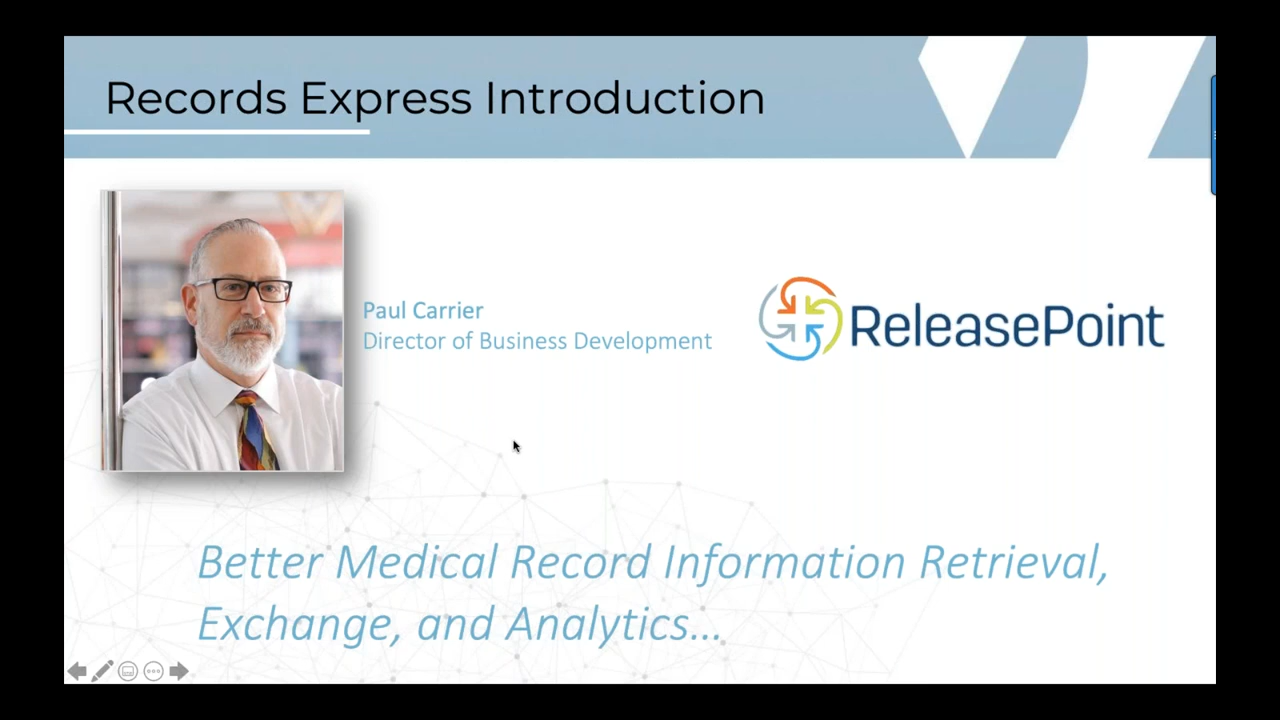 Records Express Introduction
Paul Carrier
Director of Business Development
ReleasePoint
Better Medical Record Information Retrieval,
Exchange, and Analytics...